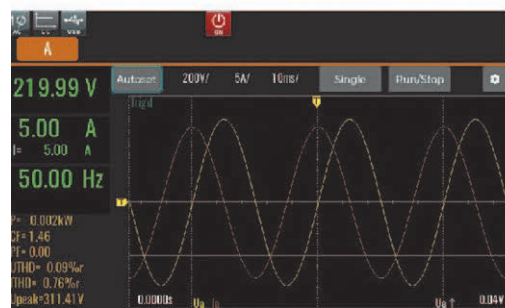 ON
A
219.99 V
Autoset 200V/ 5A/ 10ms/ Single Run/Stop
Trig'd
5.00 A
I= 5.00 A
50.00 Hz
P= 0.002kW
CF= 1.46
PF= 0.00
UTHD= 0.09%r
ITHD= 0.76%r
Upeak=311.41V
0.0000s Ua Ia Ua 0.04V